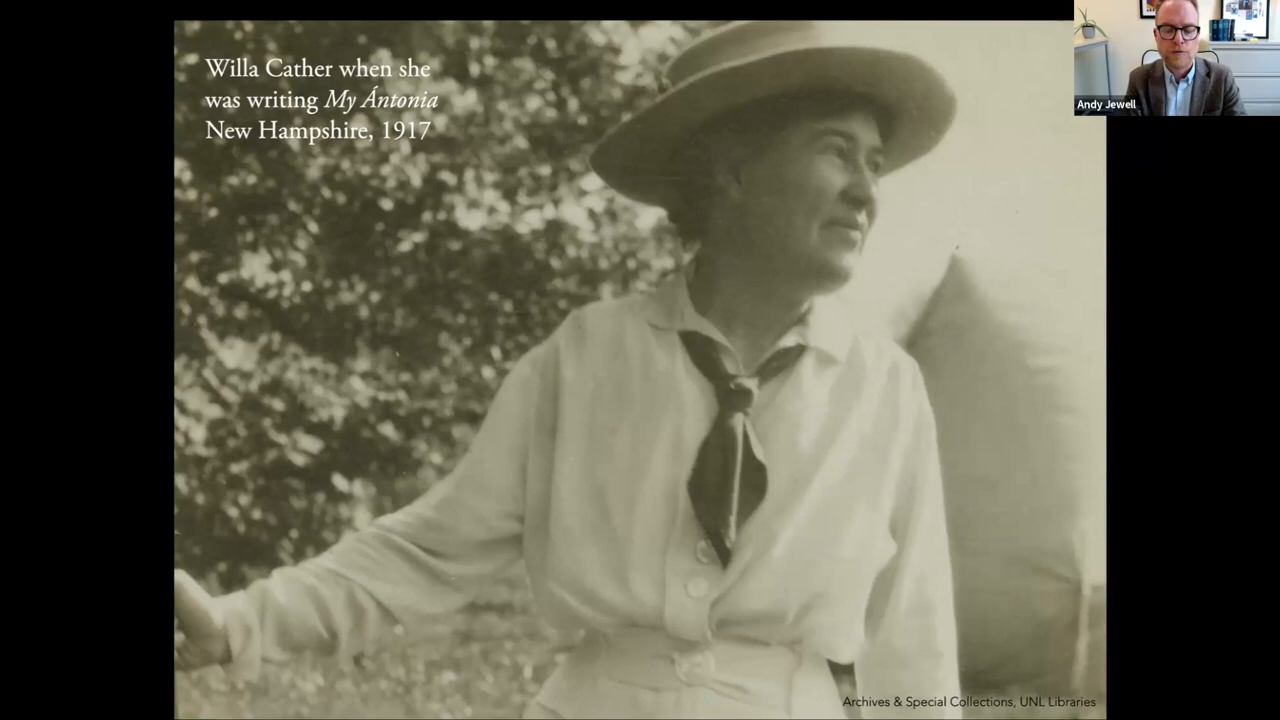 Willa Cather when she
was writing My Ántonia
New Hampshire, 1917
Andy Jewell
Archives & Special Collections, UNL Libraries